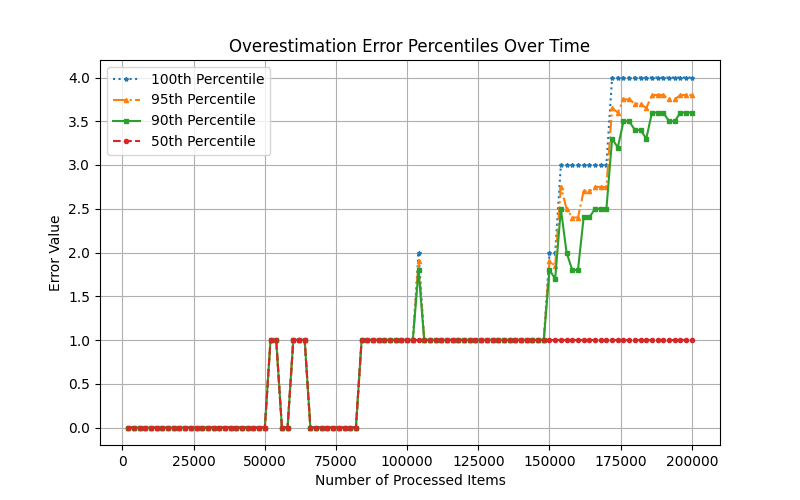 Overestimation Error Percentiles Over Time
100th Percentile
95th Percentile
90th Percentile
50th Percentile
Error Value
4.0
3.5
3.0
2.5
2.0
1.5
1.0
0.5
0.0
0 25000 50000 75000 100000 125000 150000 175000 200000
Number of Processed Items